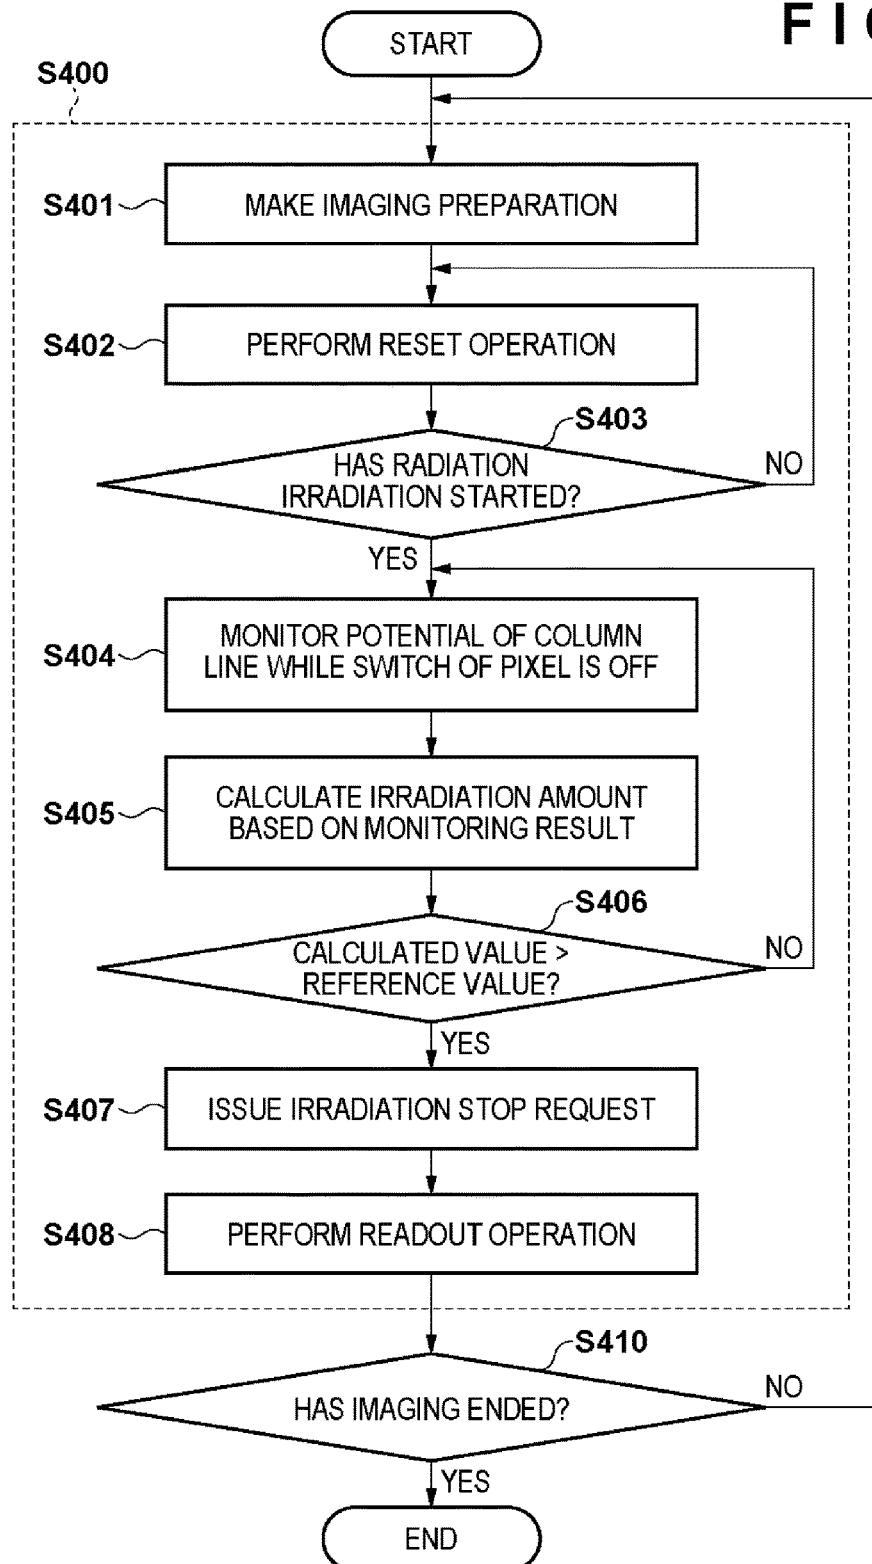 FIG
START
S400
S401
MAKE IMAGING PREPARATION
S402
PERFORM RESET OPERATION
S403
HAS RADIATION
IRRADIATION STARTED?
NO
YES
S404
MONITOR POTENTIAL OF COLUMN
LINE WHILE SWITCH OF PIXEL IS OFF
S405
CALCULATE IRRADIATION AMOUNT
BASED ON MONITORING RESULT
S406
CALCULATED VALUE >
REFERENCE VALUE?
NO
YES
S407
ISSUE IRRADIATION STOP REQUEST
S408
PERFORM READOUT OPERATION
S410
HAS IMAGING ENDED?
NO
YES
END